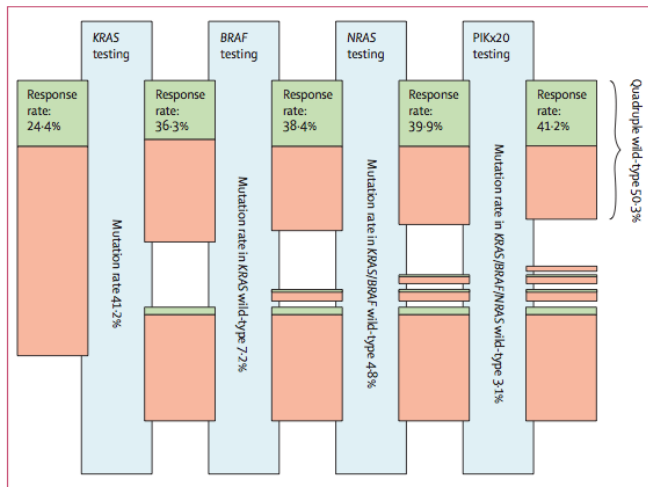 KRAS
testing
BRAF
testing
NRAS
testing
PIKx20
testing
Response
rate:
24·4%
Response
rate:
36·3%
Response
rate:
38·4%
Response
rate:
39·9%
Response
rate:
41·2%
Mutation rate 41·2%
Mutation rate in KRAS wild-type 7·2%
Mutation rate in KRAS/BRAF wild-type 4·8%
Mutation rate in KRAS/BRAF/NRAS wild-type 3·1%
Quadruple wild-type 50·3%